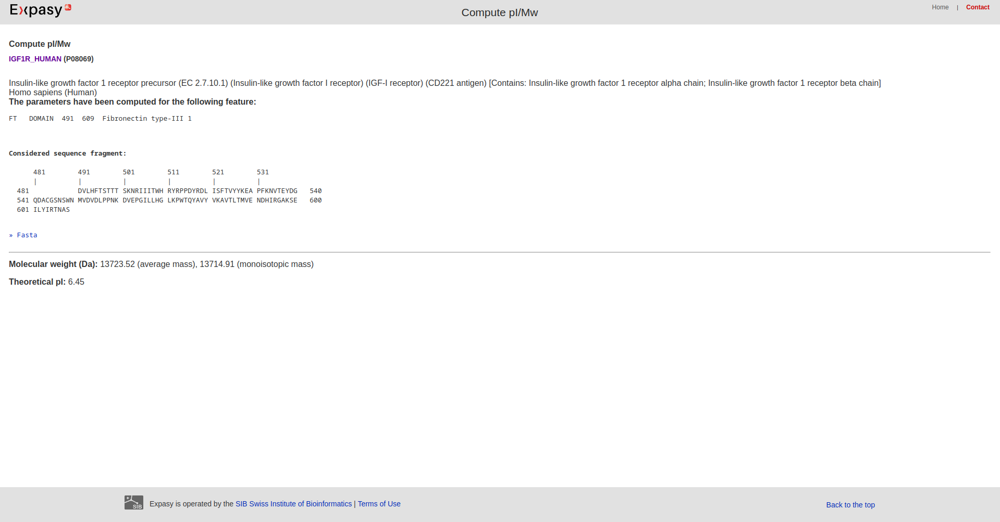 Expasy
Compute pI/Mw
Home | Contact
Compute pI/Mw
IGF1R_HUMAN (P08069)
Insulin-like growth factor 1 receptor precursor (EC 2.7.10.1) (Insulin-like growth factor I receptor) (IGF-I receptor) (CD221 antigen) [Contains: Insulin-like growth factor 1 receptor alpha chain; Insulin-like growth factor 1 receptor beta chain]
Homo sapiens (Human)
The parameters have been computed for the following feature:
FT   DOMAIN  491  609  Fibronectin type-III 1
Considered sequence fragment:
      481        491        501        511        521        531
      |          |          |          |          |          |
  481            DVLHFTSTTT SKNRIIITWH RYRPPDYRDL ISFTVYYKEA PFKNVTEYDG   540
  541 QDACGSNSWN MVDVDLPPNK DVEPGILLHG LKPWTQYAVY VKAVTLTMVE NDHIRGAKSE   600
  601 ILYIRTNAS
» Fasta
Molecular weight (Da): 13723.52 (average mass), 13714.91 (monoisotopic mass)
Theoretical pI: 6.45
SIB
Expasy is operated by the SIB Swiss Institute of Bioinformatics | Terms of Use
Back to the top